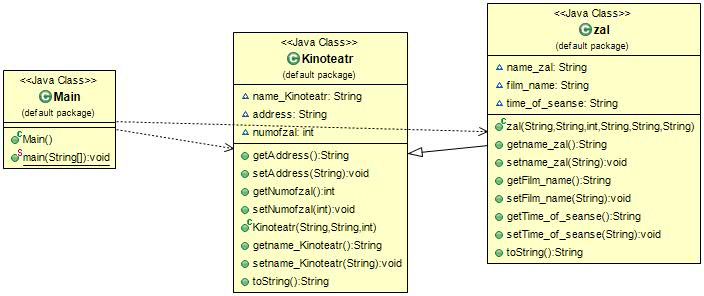 <<Java Class>>
Main
(default package)
Main()
main(String[]):void
<<Java Class>>
Kinoteatr
(default package)
name_Kinoteatr: String
address: String
numofzal: int
getAddress():String
setAddress(String):void
getNumofzal():int
setNumofzal(int):void
Kinoteatr(String,String,int)
getname_Kinoteatr():String
setname_Kinoteatr(String):void
toString():String
<<Java Class>>
zal
(default package)
name_zal: String
film_name: String
time_of_seanse: String
zal(String,String,int,String,String,String)
getname_zal():String
setname_zal(String):void
getFilm_name():String
setFilm_name(String):void
getTime_of_seanse():String
setTime_of_seanse(String):void
toString():String